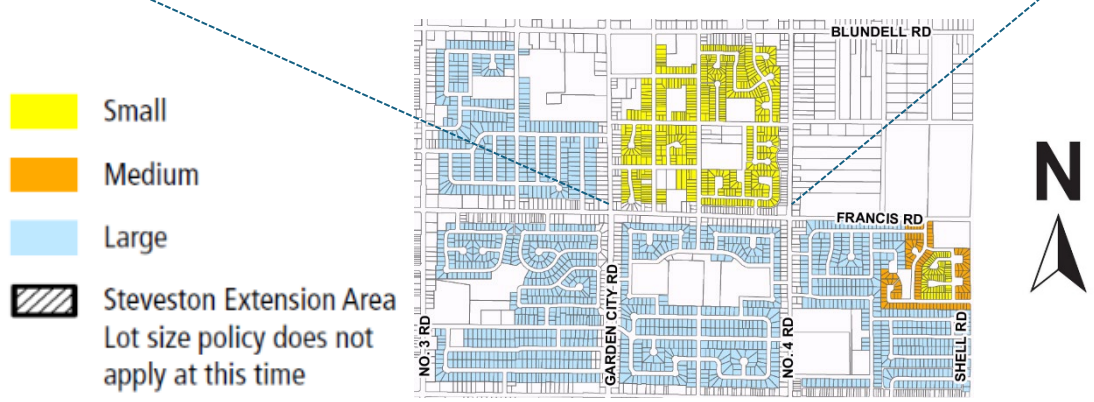 Small
Medium
Large
Steveston Extension Area
Lot size policy does not
apply at this time
BLUNDELL RD
FRANCIS RD
NO. 3 RD
GARDEN CITY RD
NO. 4 RD
SHELL RD
N